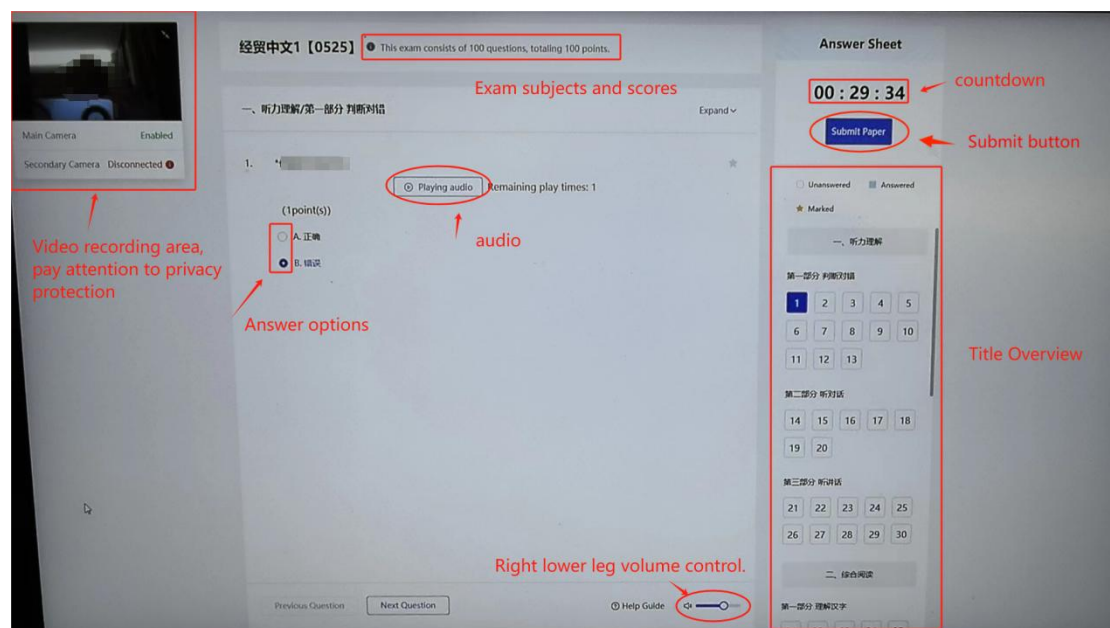 经贸中文1【0525】 This exam consists of 100 questions, totaling 100 points.
Exam subjects and scores
一、听力理解/第一部分 判断对错
Expand
Main Camera Enabled
Secondary Camera Disconnected
Video recording area,
pay attention to privacy
protection
1.
Playing audio Remaining play times: 1
(1point(s))
audio
A. 正确
B. 错误
Answer options
Previous Question
Next Question
Help Guide
Right lower leg volume control.
Answer Sheet
00 : 29 : 34
countdown
Submit Paper
Submit button
Unanswered Answered
Marked
一、听力理解
第一部分 判断对错
1 2 3 4 5
6 7 8 9 10
11 12 13
Title Overview
第二部分 听对话
14 15 16 17 18
19 20
第三部分 听讲话
21 22 23 24 25
26 27 28 29 30
二、综合阅读
第一部分 理解汉字